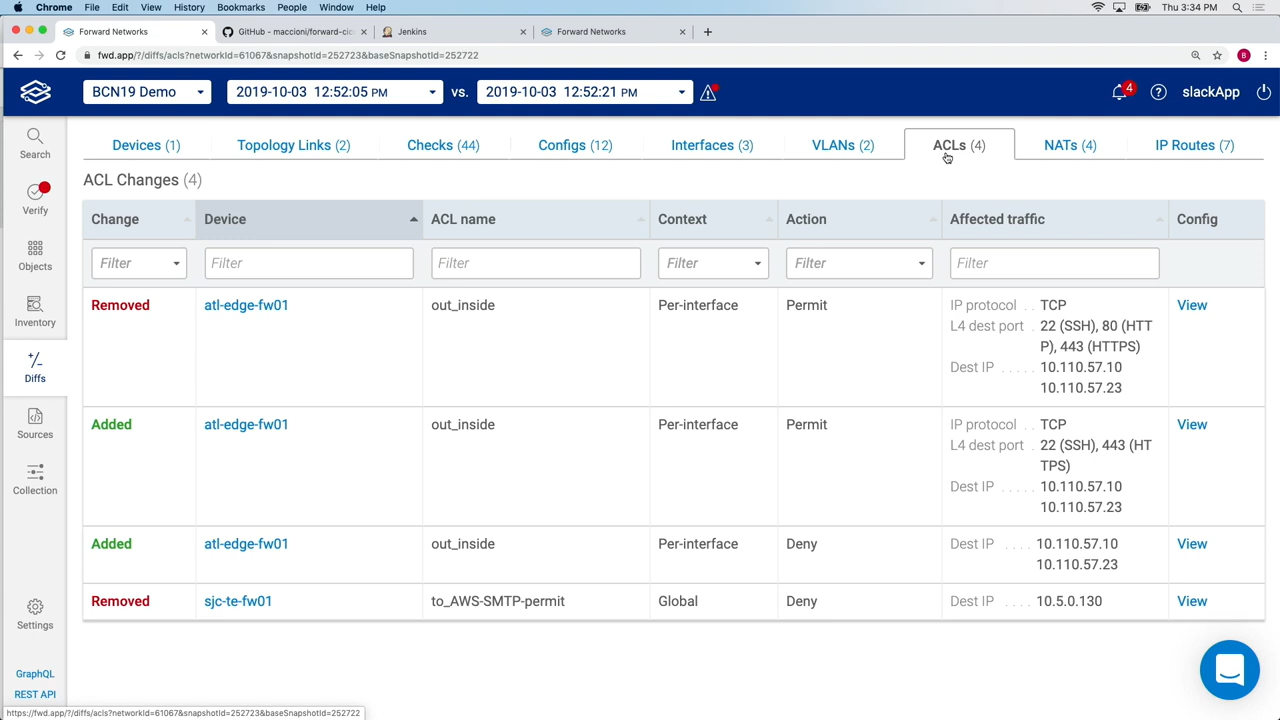 Chrome File Edit View History Bookmarks People Window Help Thu 3:34 PM
Forward Networks GitHub - maccioni/forward-cic Jenkins Forward Networks
fwd.app/?/diffs/acls?networkId=61067&snapshotId=252723&baseSnapshotId=252722 B
BCN19 Demo 2019-10-03 12:52:05 PM vs. 2019-10-03 12:52:21 PM 4 slackApp
Search
Verify
Objects
Inventory
+/-
Diffs
Sources
Collection
Settings
GraphQL
REST API
Devices (1) Topology Links (2) Checks (44) Configs (12) Interfaces (3) VLANs (2) ACLs (4) NATs (4) IP Routes (7)
ACL Changes (4)
Change Device ACL name Context Action Affected traffic Config
Filter Filter Filter Filter Filter Filter
Removed atl-edge-fw01 out_inside Per-interface Permit IP protocol . . TCP View
L4 dest port . 22 (SSH), 80 (HTT
P), 443 (HTTPS)
Dest IP . . . . . 10.110.57.10
10.110.57.23
Added atl-edge-fw01 out_inside Per-interface Permit IP protocol . . TCP View
L4 dest port . 22 (SSH), 443 (HT
TPS)
Dest IP . . . . . 10.110.57.10
10.110.57.23
Added atl-edge-fw01 out_inside Per-interface Deny Dest IP . . . . 10.110.57.10 View
10.110.57.23
Removed sjc-te-fw01 to_AWS-SMTP-permit Global Deny Dest IP . . . . 10.5.0.130 View
https://fwd.app/?/diffs/acls?networkId=61067&snapshotId=252723&baseSnapshotId=252722